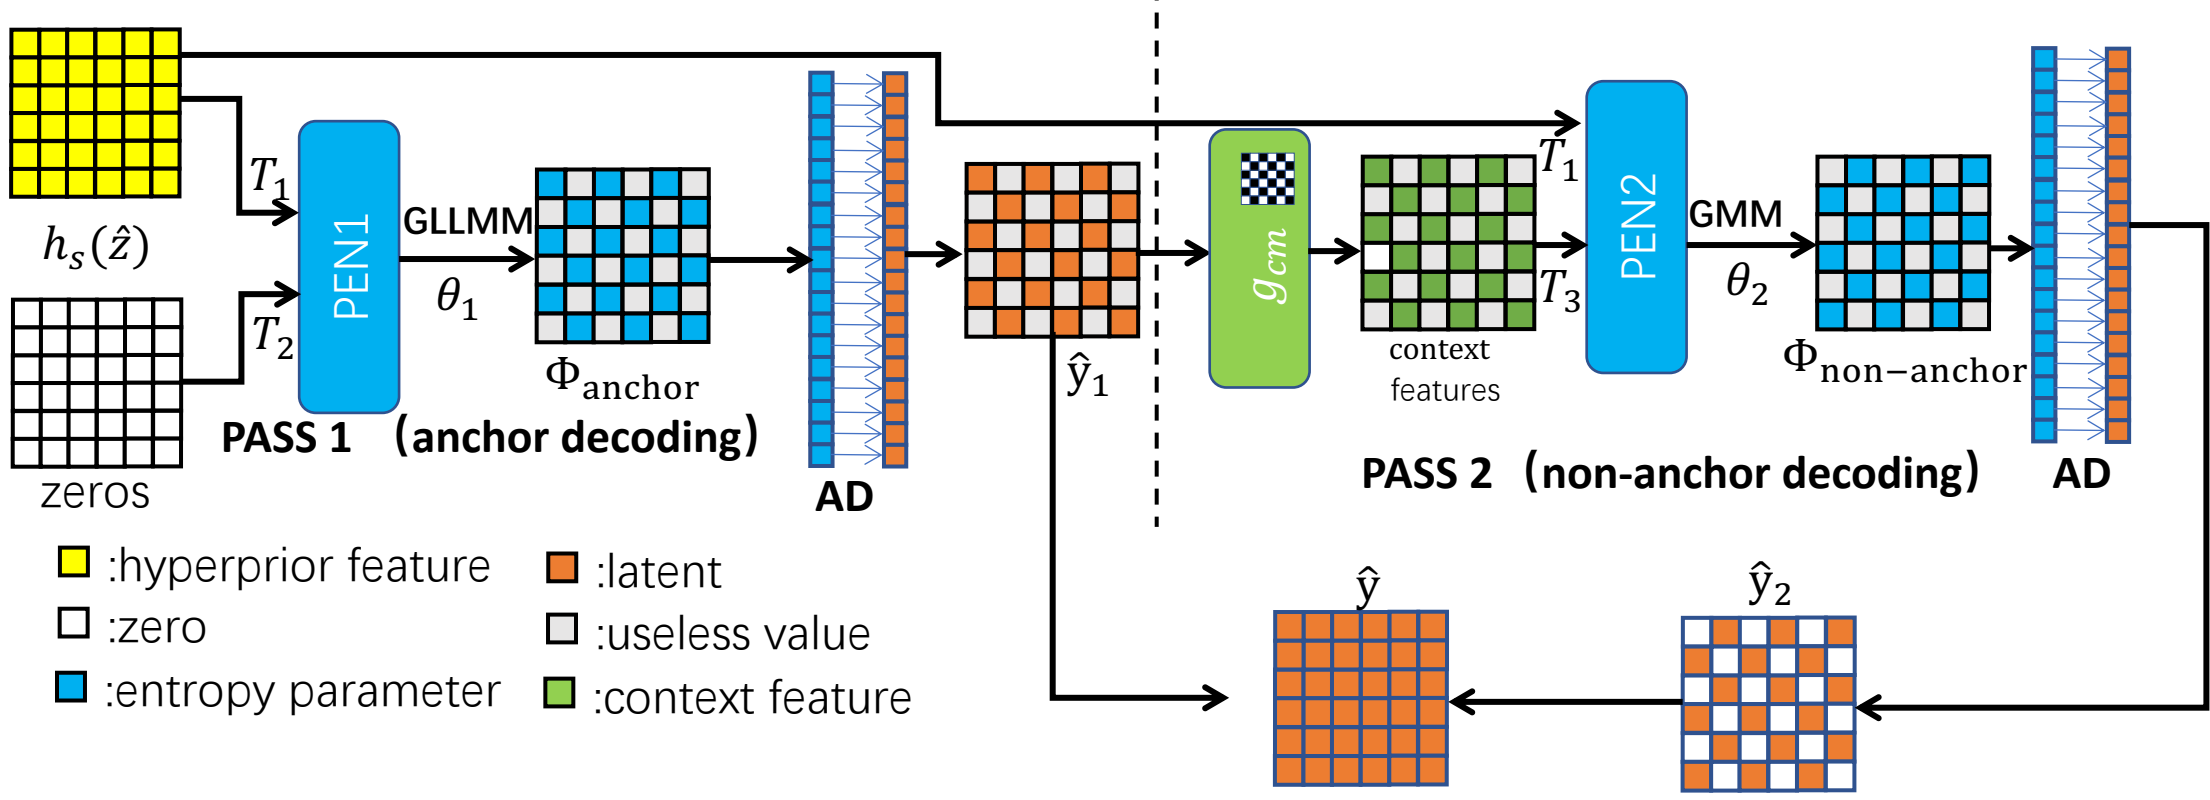 h_s(ẑ)
zeros
T₁
T₂
PEN1
GLLMM
θ₁
Φ_anchor
PASS 1 (anchor decoding)
AD
ŷ₁
g_cm
context
features
T₁
T₃
PEN2
GMM
θ₂
Φ_non−anchor
PASS 2 (non-anchor decoding)
AD
:hyperprior feature
:zero
:entropy parameter
:latent
:useless value
:context feature
ŷ
ŷ₂